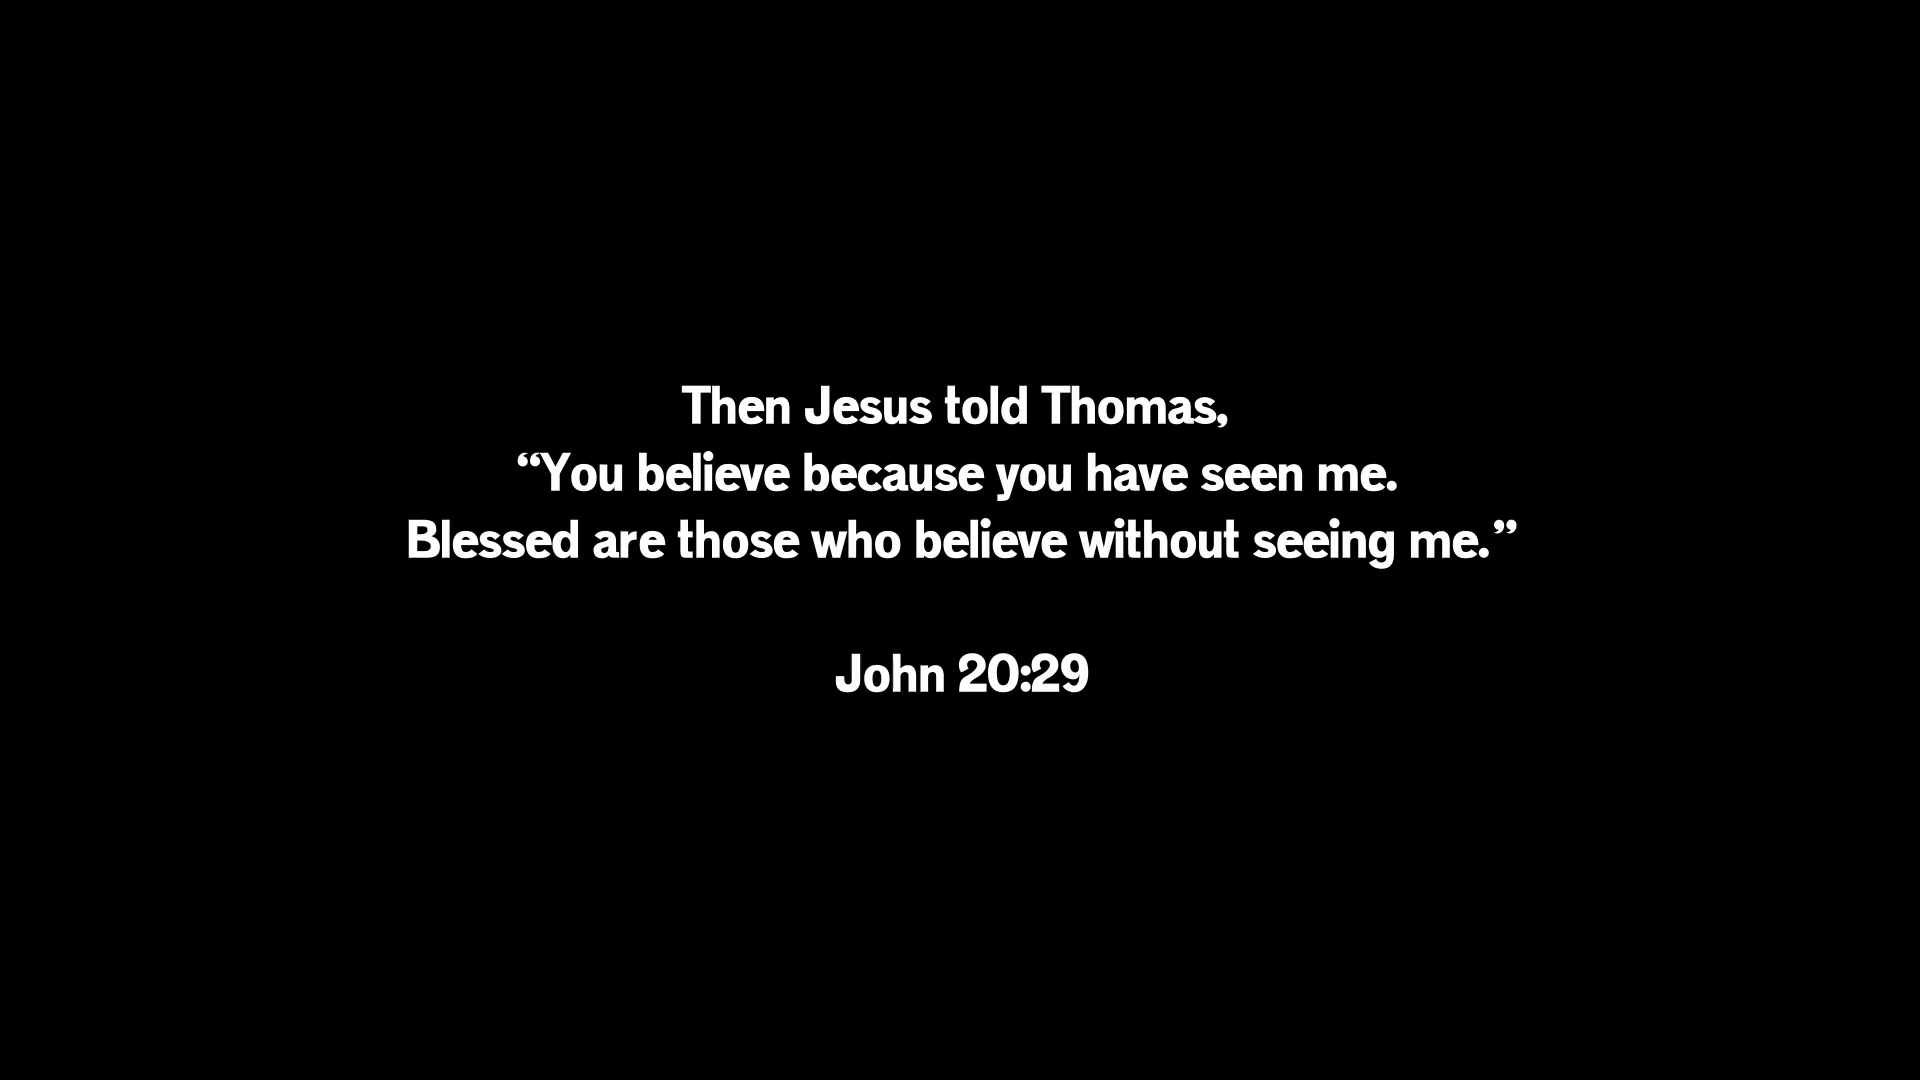 Then Jesus told Thomas,
“You believe because you have seen me.
Blessed are those who believe without seeing me.”
John 20:29